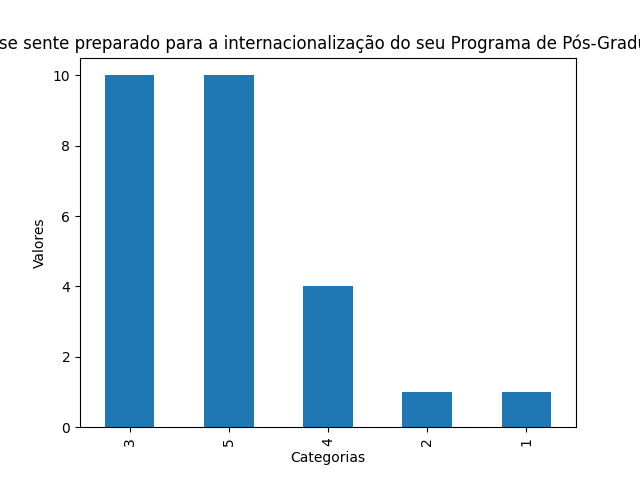 se sente preparado para a internacionalização do seu Programa de Pós-Gradu
10
8
6
4
2
0
Valores
3 5 4 2 1
Categorias